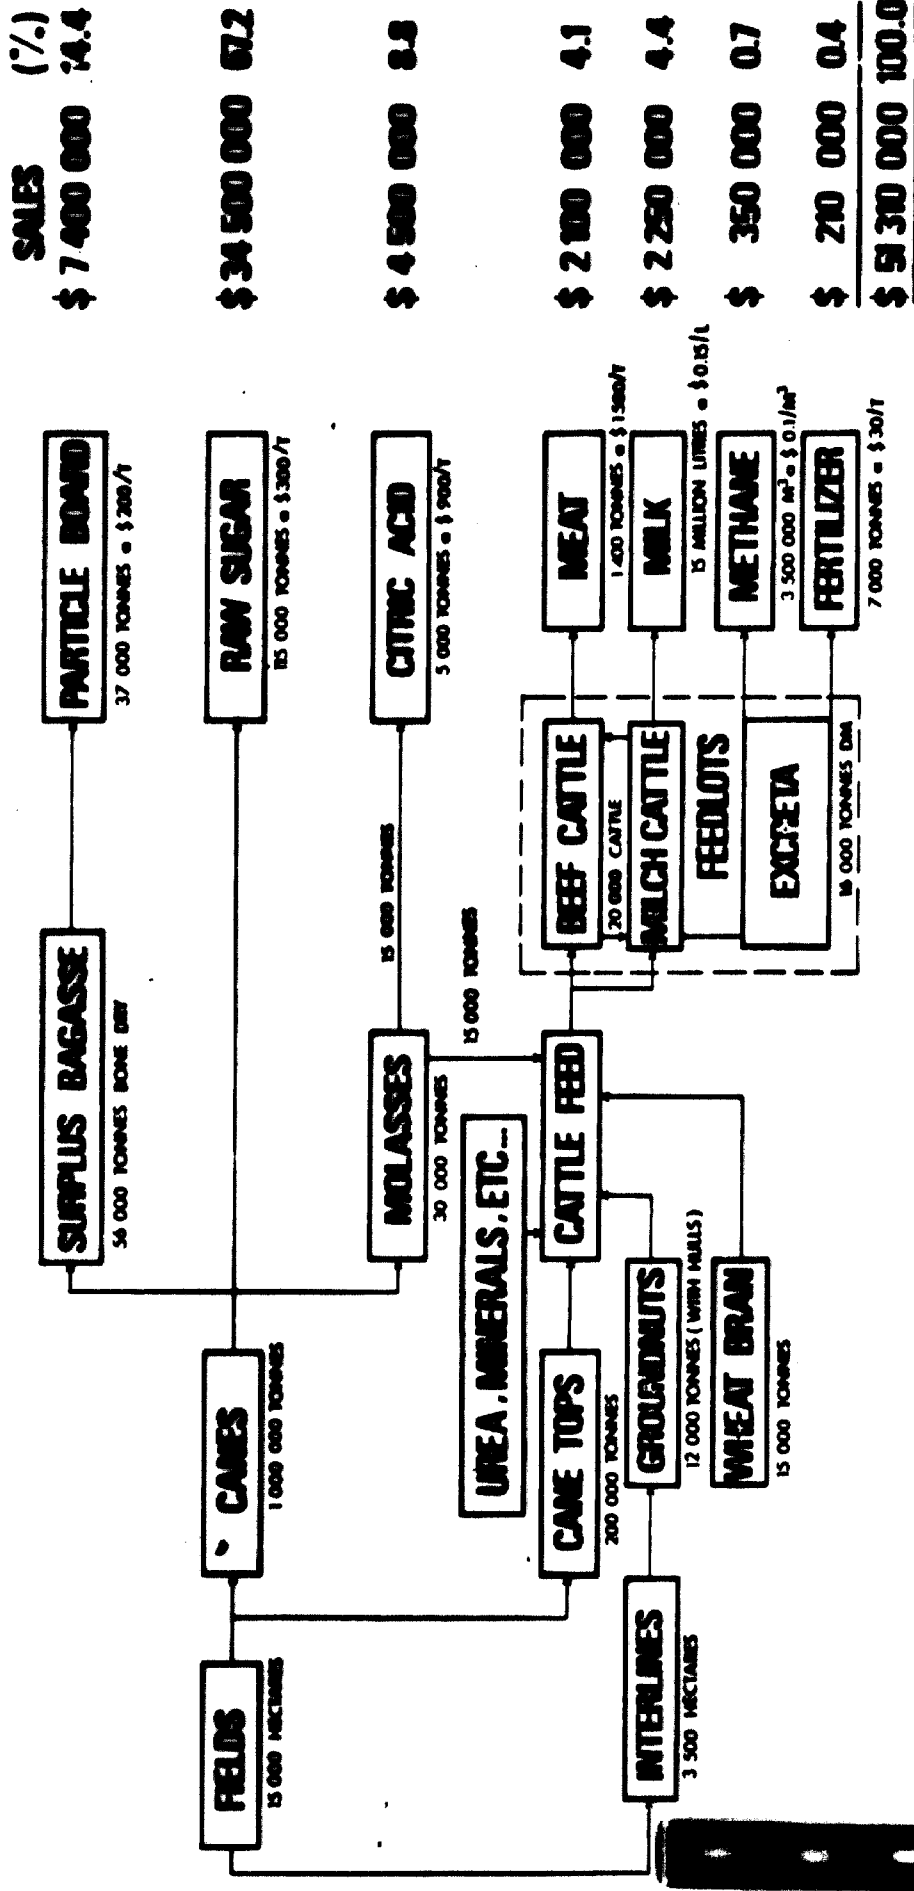 SALES (%)
SURPLUS BAGASSE
56 000 TONNES BONE DRY
PARTICLE BOARD
37 000 TONNES = $ 200/T
$ 7 400 000 14.4
FIELDS
15 000 HECTARES
CANES
1 000 000 TONNES
RAW SUGAR
115 000 TONNES = $300/T
$ 34 500 000 67.2
MOLASSES
30 000 TONNES
15 000 TONNES
CITRIC ACID
5 000 TONNES = $ 900/T
$ 4 500 000 8.8
15 000 TONNES
UREA, MINERALS, ETC...
CANE TOPS
200 000 TONNES
CATTLE FEED
BEEF CATTLE
20 000 CATTLE
MEAT
1 400 TONNES = $ 1500/T
$ 2 100 000 4.1
INTERLINES
3 500 HECTARES
GROUNDNUTS
12 000 TONNES (WITH HULLS)
MILCH CATTLE
MILK
15 MILLION LITRES = $ 0.15/L
$ 2 250 000 4.4
FEEDLOTS
WHEAT BRAN
15 000 TONNES
EXCRETA
16 000 TONNES DM
METHANE
3 500 000 M³ = $ 0.1/M³
$ 350 000 0.7
FERTILIZER
7 000 TONNES = $ 30/T
$ 210 000 0.4
$ 51 310 000 100.0